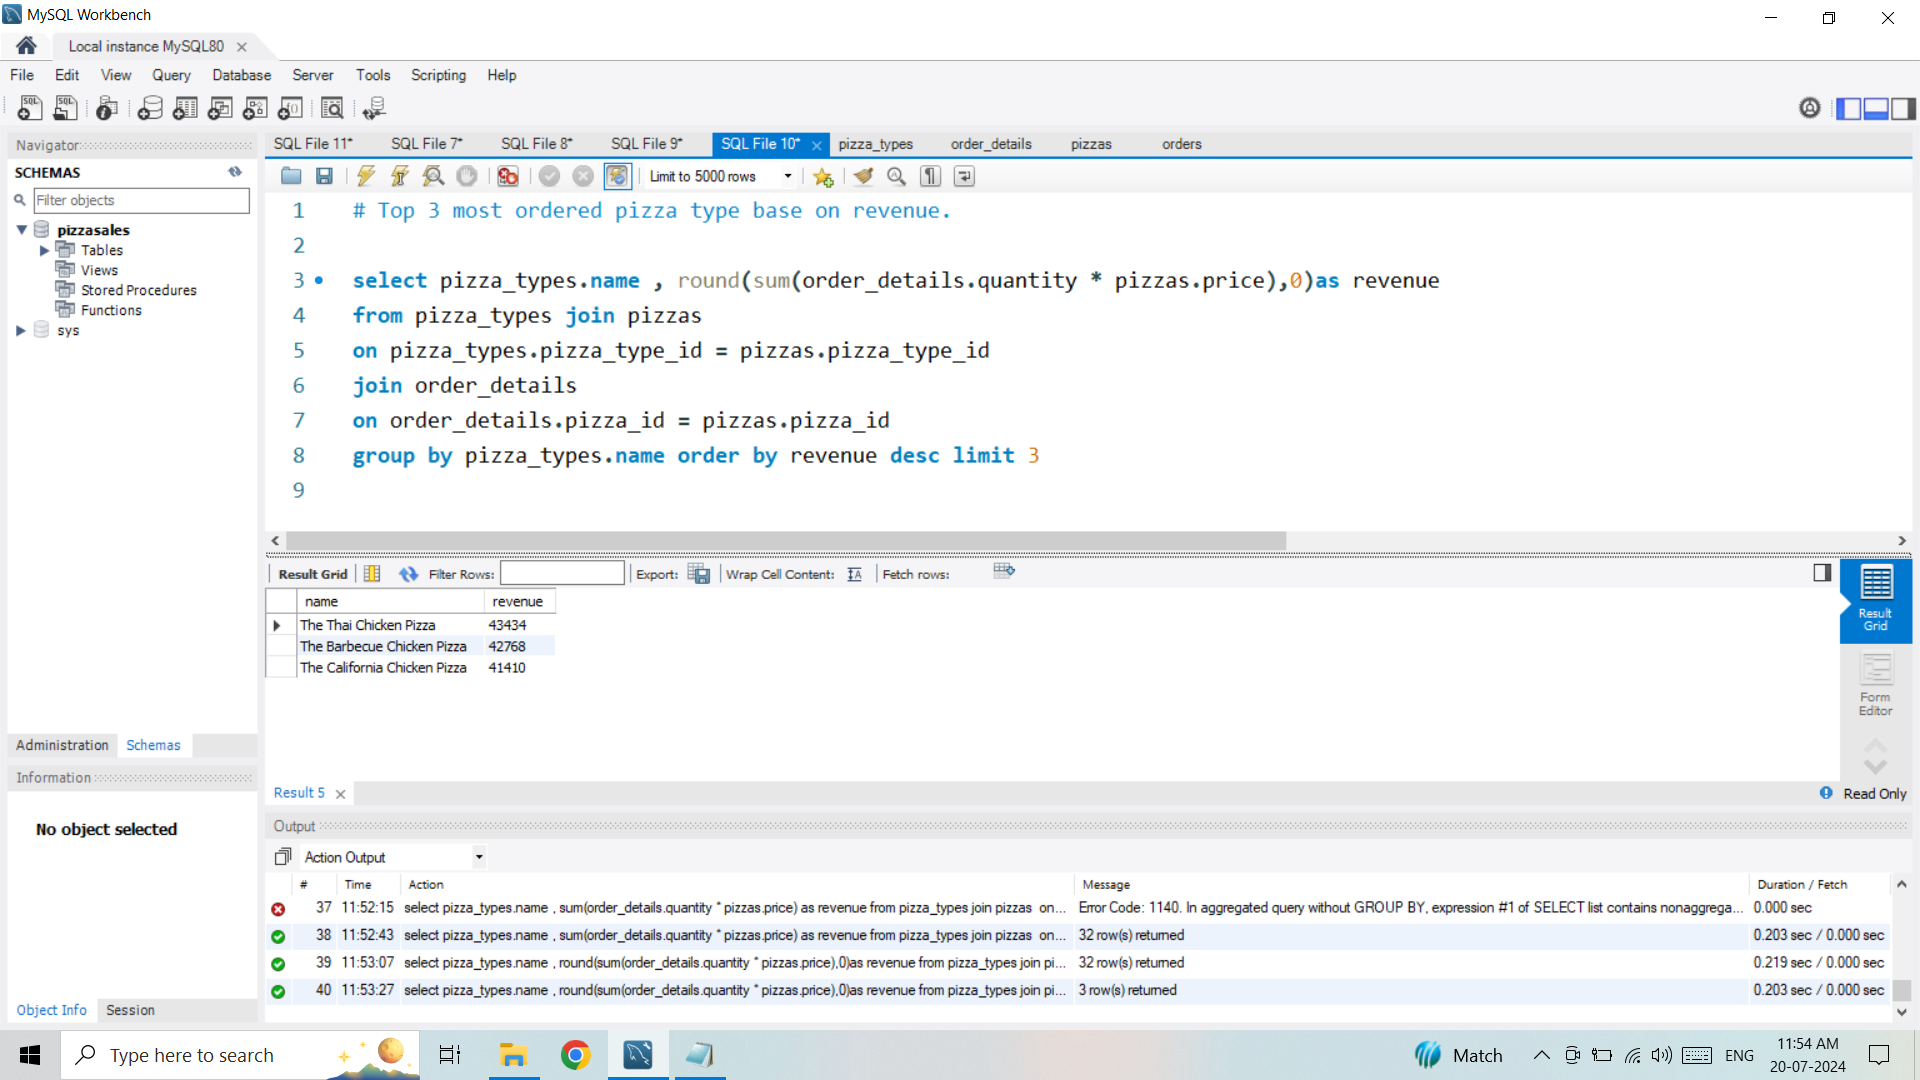 MySQL Workbench
Local instance MySQL80
File Edit View Query Database Server Tools Scripting Help
Navigator
SCHEMAS
Filter objects
pizzasales
Tables
Views
Stored Procedures
Functions
sys
Administration Schemas
Information
No object selected
Object Info Session
SQL File 11* SQL File 7* SQL File 8* SQL File 9* SQL File 10* pizza_types order_details pizzas orders
Limit to 5000 rows
1 # Top 3 most ordered pizza type base on revenue.
2
3 select pizza_types.name , round(sum(order_details.quantity * pizzas.price),0)as revenue
4 from pizza_types join pizzas
5 on pizza_types.pizza_type_id = pizzas.pizza_type_id
6 join order_details
7 on order_details.pizza_id = pizzas.pizza_id
8 group by pizza_types.name order by revenue desc limit 3
9
Result Grid Filter Rows: Export: Wrap Cell Content: Fetch rows:
name revenue
The Thai Chicken Pizza 43434
The Barbecue Chicken Pizza 42768
The California Chicken Pizza 41410
Result Grid
Form Editor
Result 5
Read Only
Output
Action Output
# Time Action Message Duration / Fetch
37 11:52:15 select pizza_types.name , sum(order_details.quantity * pizzas.price) as revenue from pizza_types join pizzas on... Error Code: 1140. In aggregated query without GROUP BY, expression #1 of SELECT list contains nonaggrega... 0.000 sec
38 11:52:43 select pizza_types.name , sum(order_details.quantity * pizzas.price) as revenue from pizza_types join pizzas on... 32 row(s) returned 0.203 sec / 0.000 sec
39 11:53:07 select pizza_types.name , round(sum(order_details.quantity * pizzas.price),0)as revenue from pizza_types join pi... 32 row(s) returned 0.219 sec / 0.000 sec
40 11:53:27 select pizza_types.name , round(sum(order_details.quantity * pizzas.price),0)as revenue from pizza_types join pi... 3 row(s) returned 0.203 sec / 0.000 sec
Type here to search
Match
ENG
11:54 AM
20-07-2024